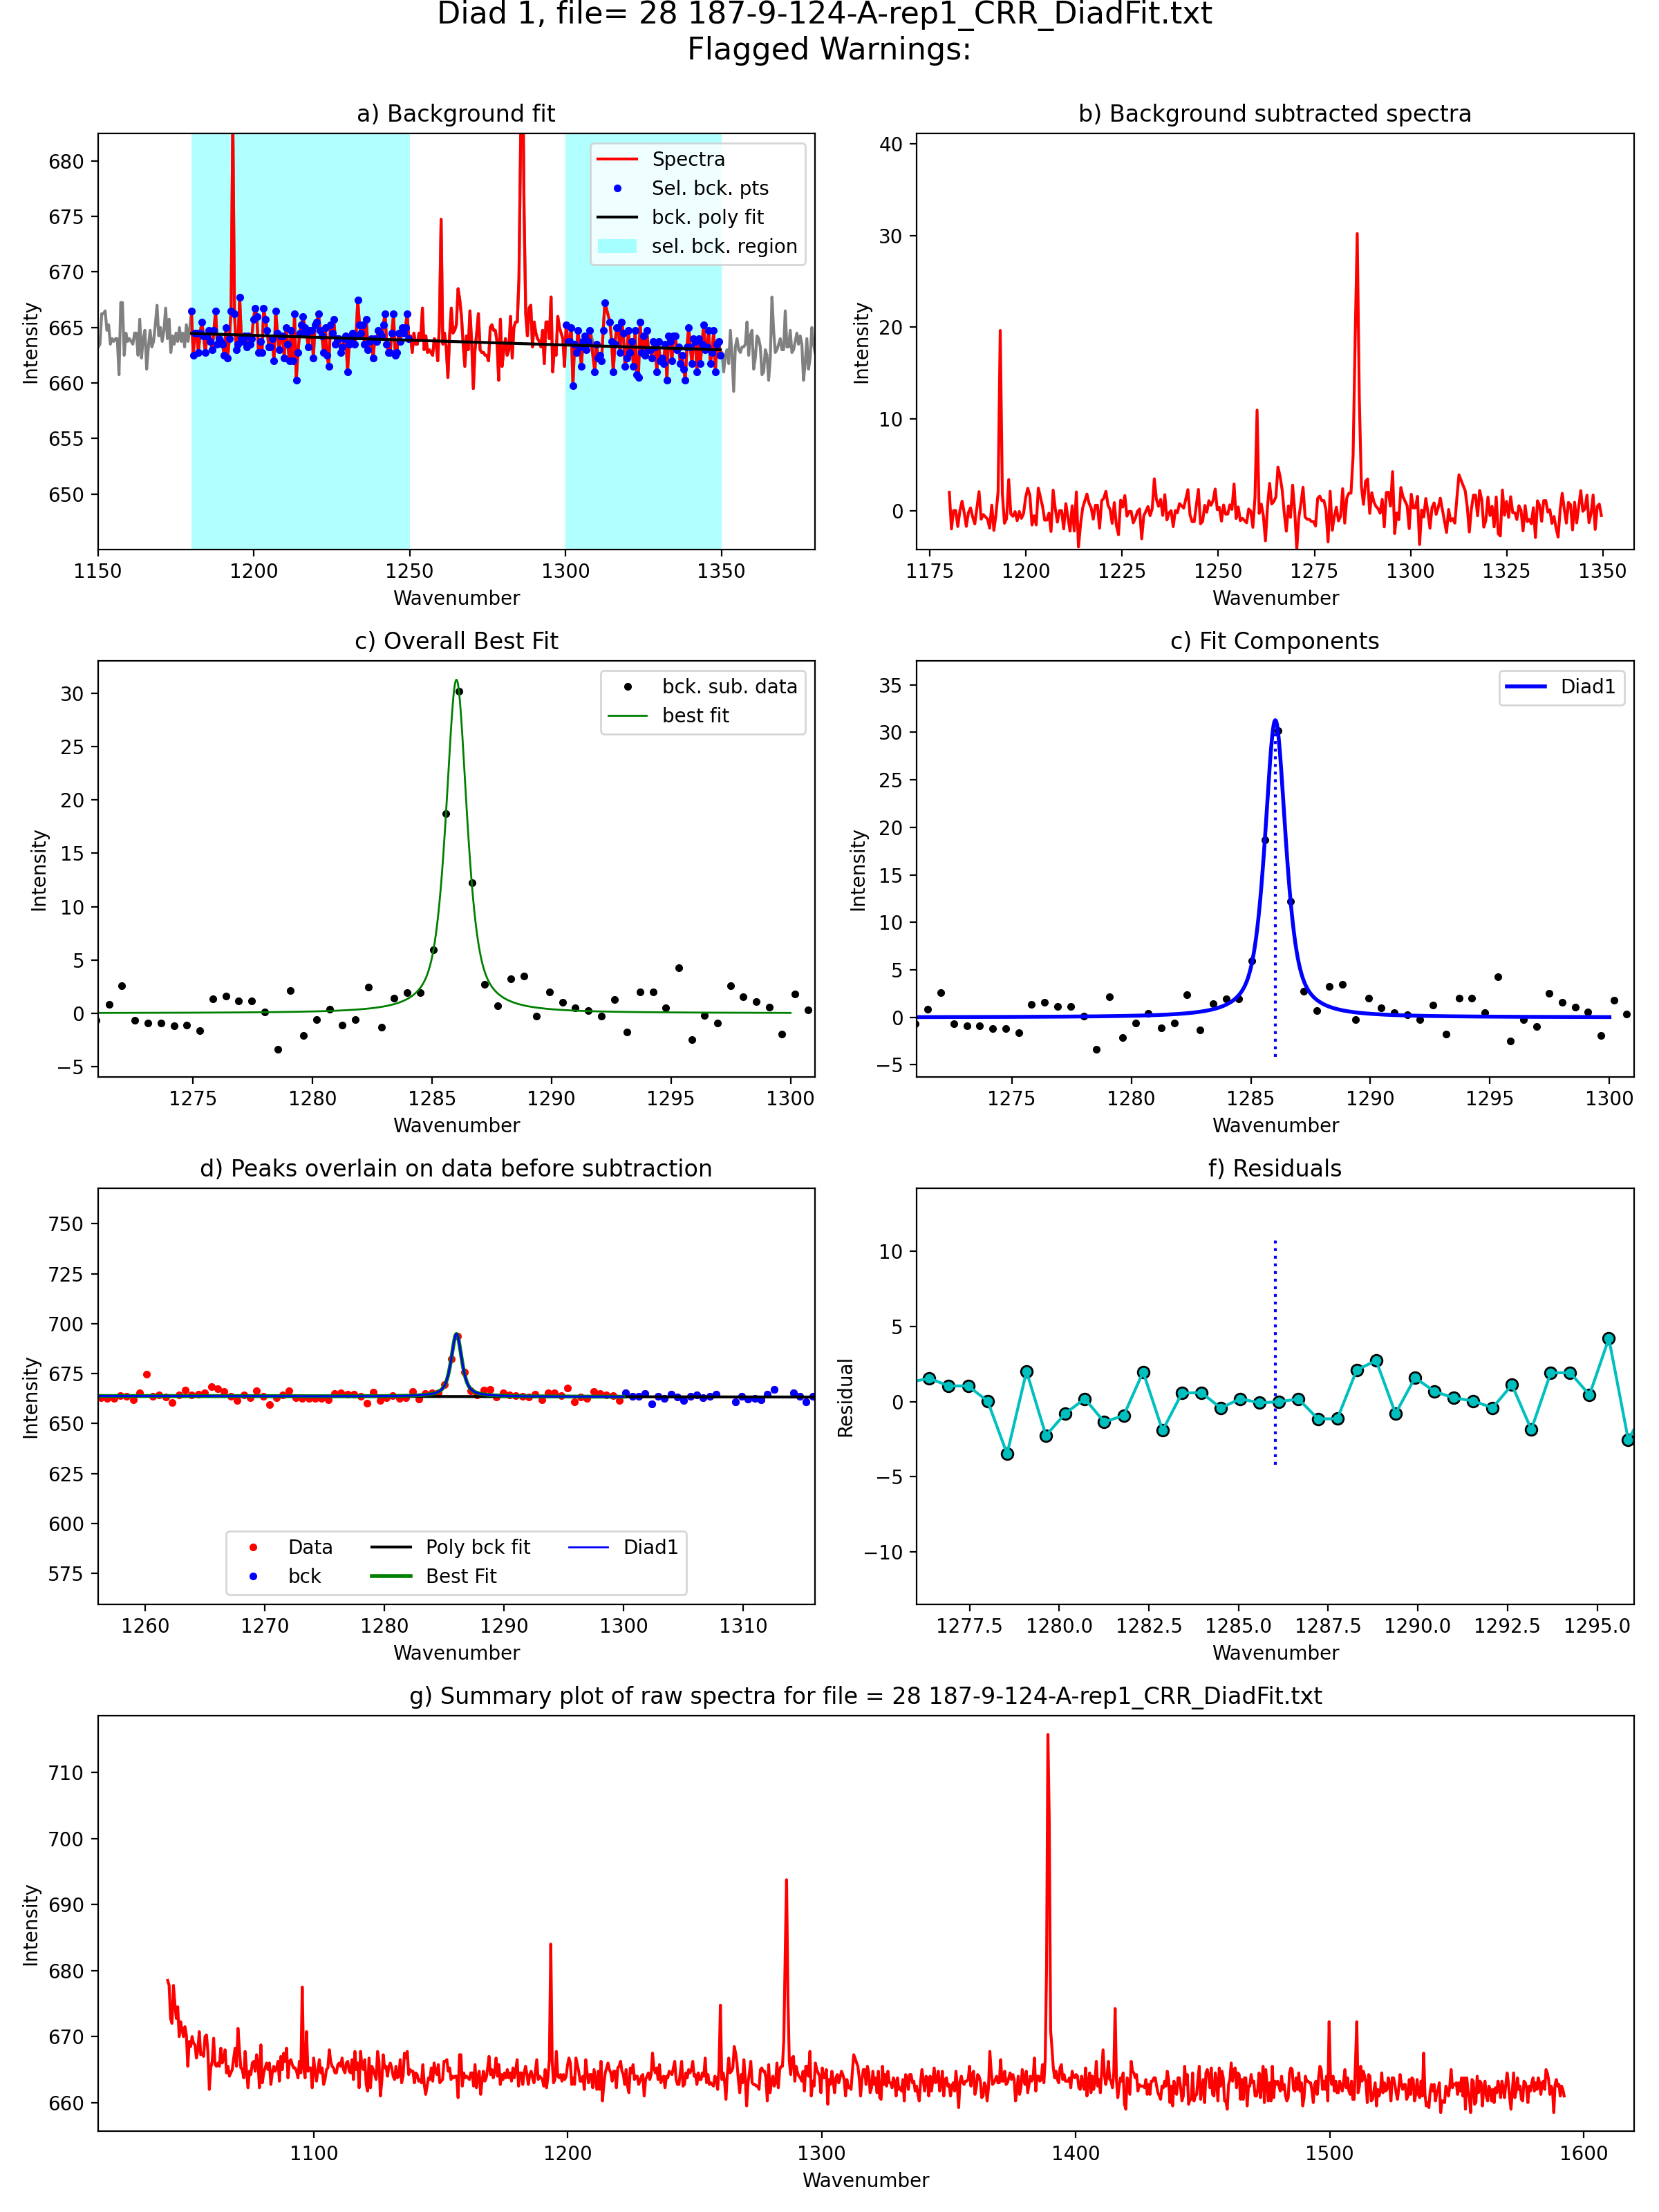 Diad 1, file= 28 187-9-124-A-rep1_CRR_DiadFit.txt
Flagged Warnings:
a) Background fit
680
675
670
665
660
655
650
Intensity
1150
1200
1250
1300
1350
Wavenumber
Spectra
Sel. bck. pts
bck. poly fit
sel. bck. region
b) Background subtracted spectra
40
30
20
10
0
Intensity
1175
1200
1225
1250
1275
1300
1325
1350
Wavenumber
c) Overall Best Fit
30
25
20
15
10
5
0
−5
Intensity
1275
1280
1285
1290
1295
1300
Wavenumber
bck. sub. data
best fit
c) Fit Components
35
30
25
20
15
10
5
0
−5
Intensity
1275
1280
1285
1290
1295
1300
Wavenumber
Diad1
d) Peaks overlain on data before subtraction
750
725
700
675
650
625
600
575
Intensity
1260
1270
1280
1290
1300
1310
Wavenumber
Data
bck
Poly bck fit
Best Fit
Diad1
f) Residuals
10
5
0
−5
−10
Residual
1277.5
1280.0
1282.5
1285.0
1287.5
1290.0
1292.5
1295.0
Wavenumber
g) Summary plot of raw spectra for file = 28 187-9-124-A-rep1_CRR_DiadFit.txt
710
700
690
680
670
660
Intensity
1100
1200
1300
1400
1500
1600
Wavenumber